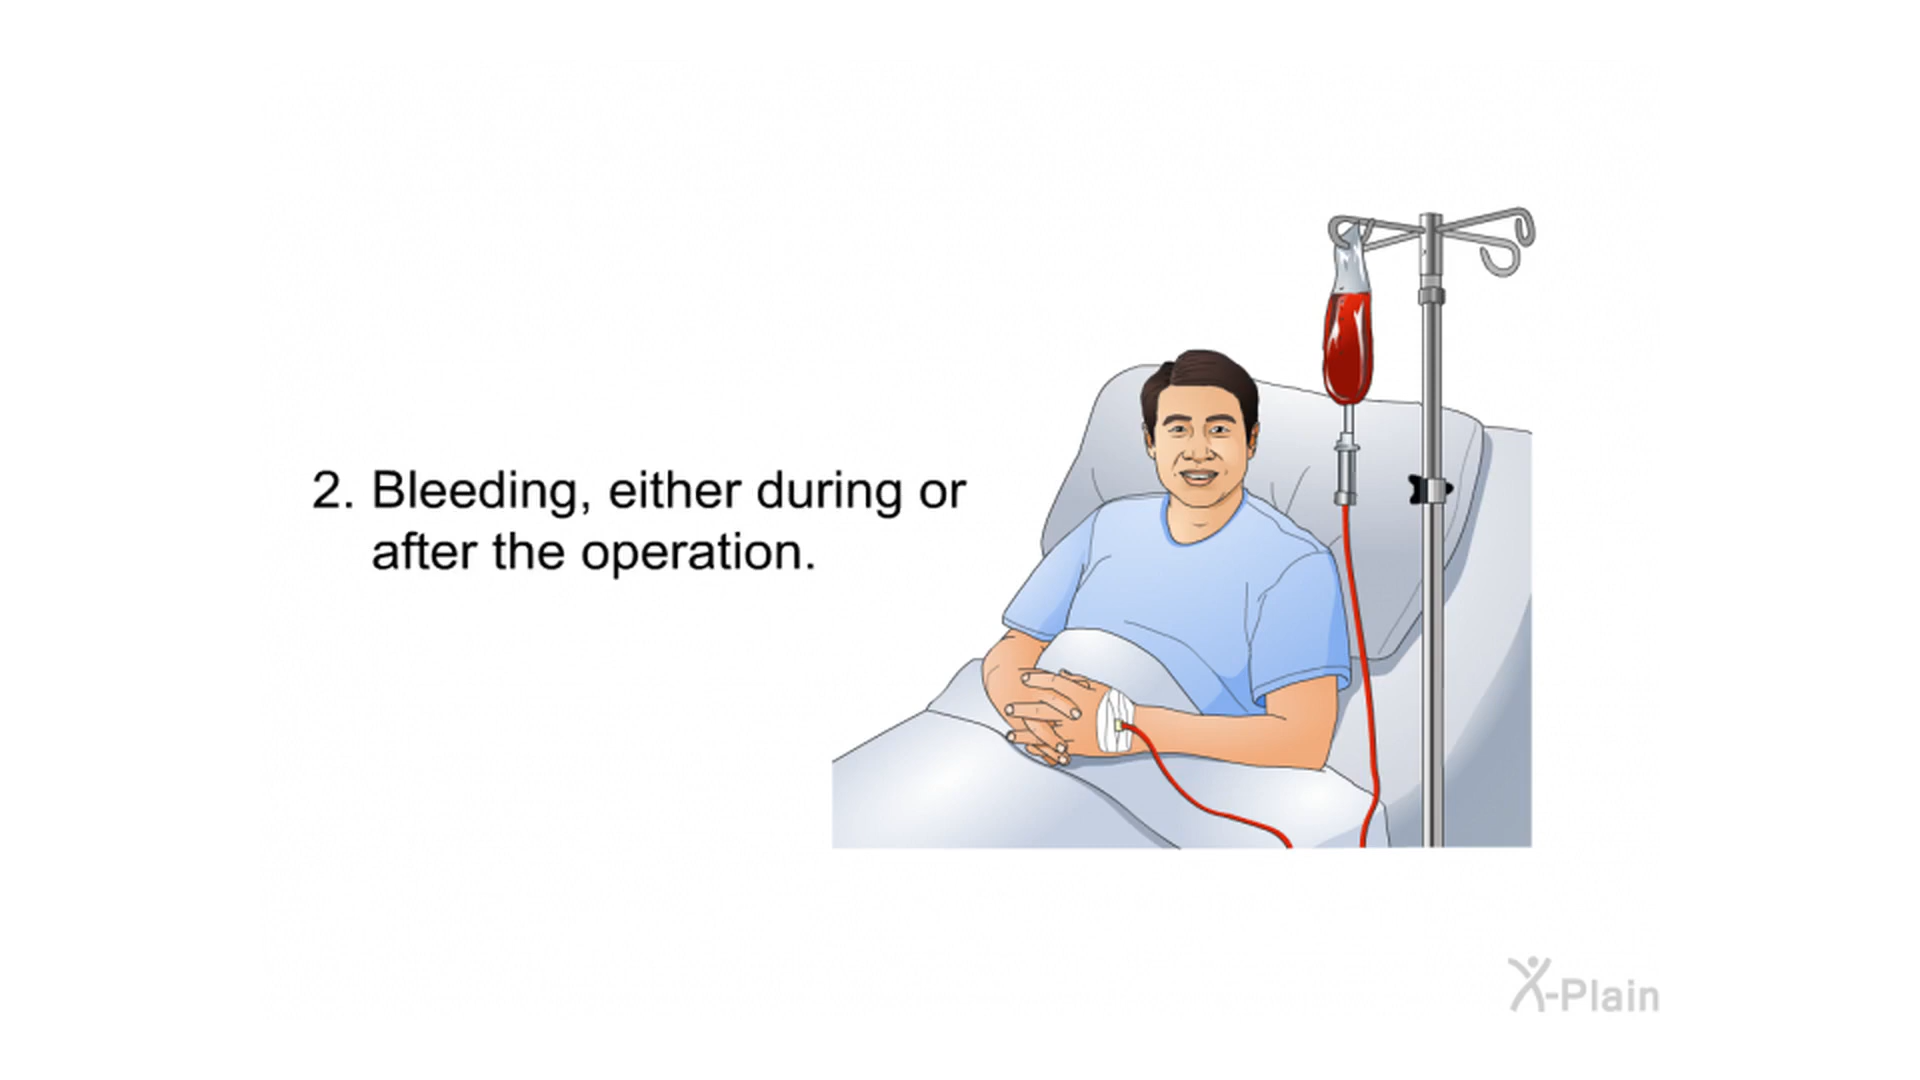 2. Bleeding, either during or
after the operation.
X-Plain